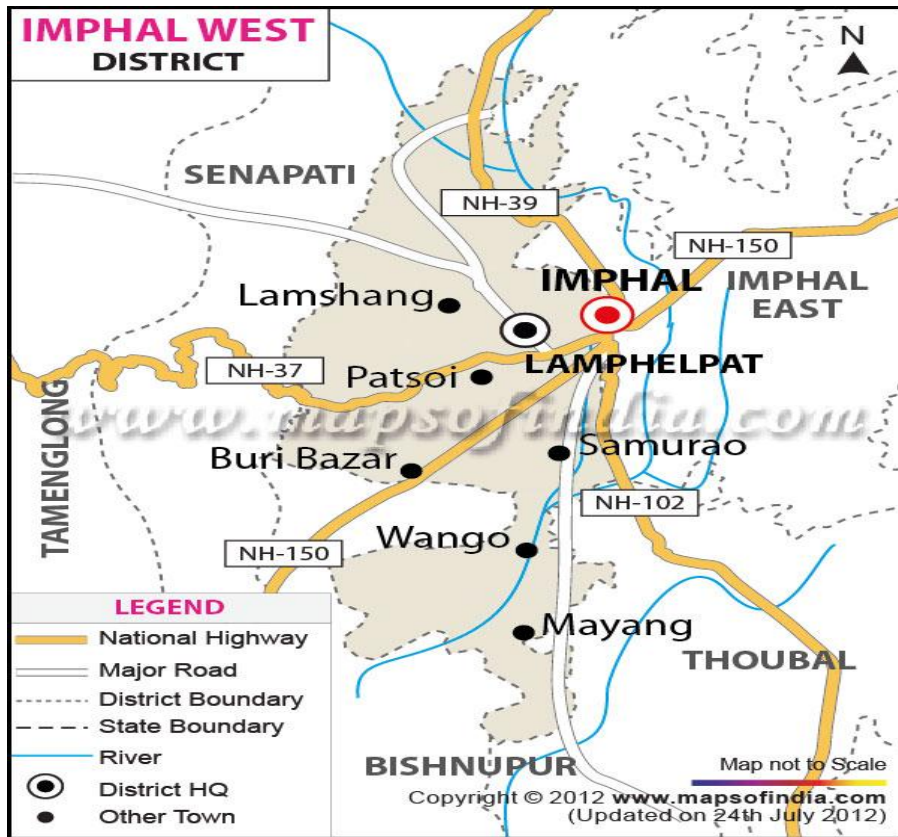 IMPHAL WEST
DISTRICT
N
SENAPATI
NH-39
NH-150
IMPHAL
IMPHAL
EAST
Lamshang
LAMPHELPAT
NH-37
Patsoi
www.mapsofindia.com
TAMENGLONG
Buri Bazar
Samurao
NH-102
Wango
NH-150
Mayang
THOUBAL
BISHNUPUR
LEGEND
National Highway
Major Road
District Boundary
State Boundary
River
District HQ
Other Town
Map not to Scale
Copyright © 2012 www.mapsofindia.com
(Updated on 24th July 2012)